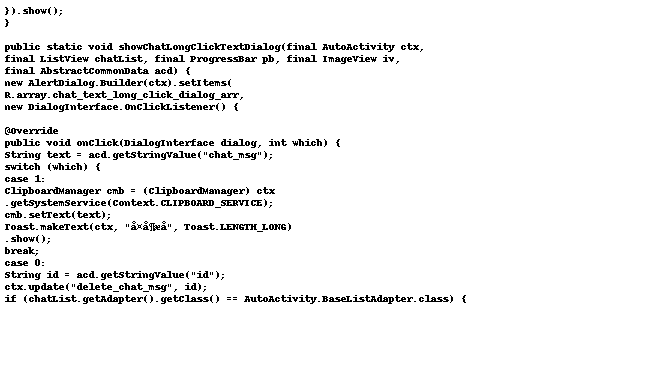 }).show();
}
public static void showChatLongClickTextDialog(final AutoActivity ctx,
final ListView chatList, final ProgressBar pb, final ImageView iv,
final AbstractCommonData acd) {
new AlertDialog.Builder(ctx).setItems(
R.array.chat_text_long_click_dialog_arr,
new DialogInterface.OnClickListener() {
@Override
public void onClick(DialogInterface dialog, int which) {
String text = acd.getStringValue("chat_msg");
switch (which) {
case 1:
ClipboardManager cmb = (ClipboardManager) ctx
.getSystemService(Context.CLIPBOARD_SERVICE);
cmb.setText(text);
Toast.makeText(ctx, "å¤å¶æå", Toast.LENGTH_LONG)
.show();
break;
case 0:
String id = acd.getStringValue("id");
ctx.update("delete_chat_msg", id);
if (chatList.getAdapter().getClass() == AutoActivity.BaseListAdapter.class) {